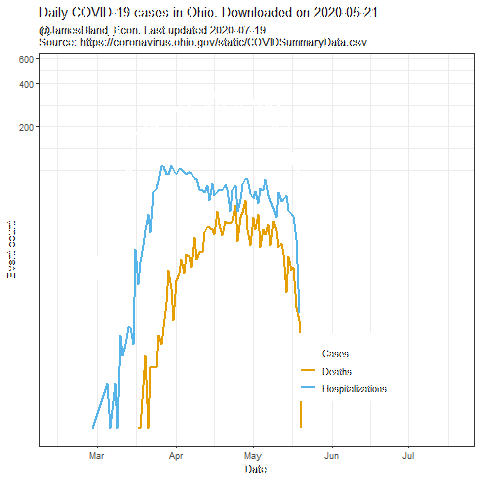 Daily COVID-19 cases in Ohio. Downloaded on 2020-05-21
@JamesBland_Econ. Last updated 2020-07-19
Source: https://coronavirus.ohio.gov/static/COVIDSummaryData.csv
600
400
200
Event count
Cases
Deaths
Hospitalizations
Mar
Apr
May
Jun
Jul
Date